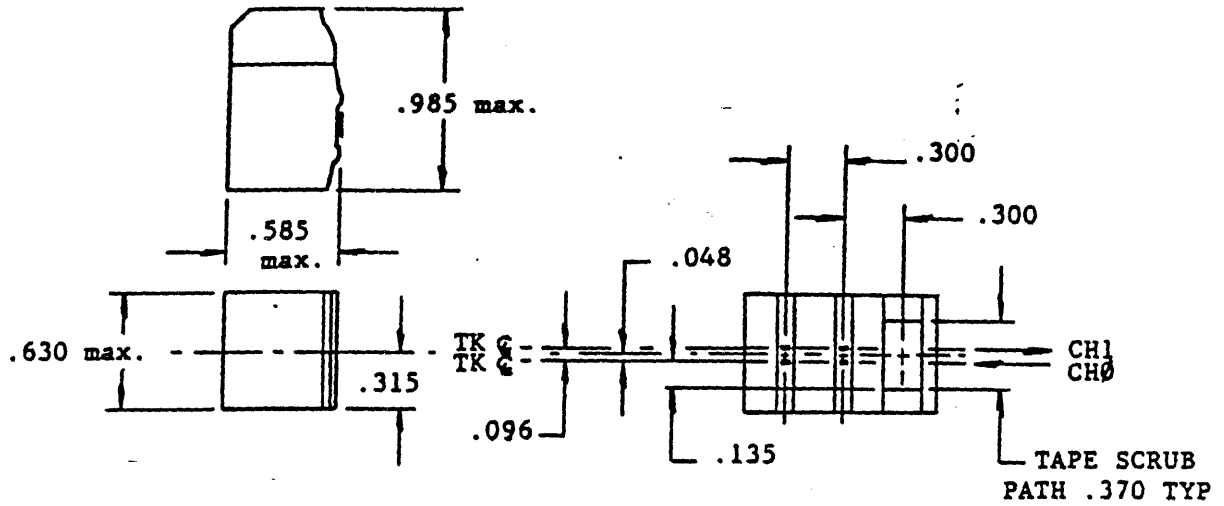 .985 max.
.300
.585
max.
.300
.048
.630 max.
.315
TK ℄
TK ℄
CH1
CHØ
.096
.135
TAPE SCRUB
PATH .370 TYP